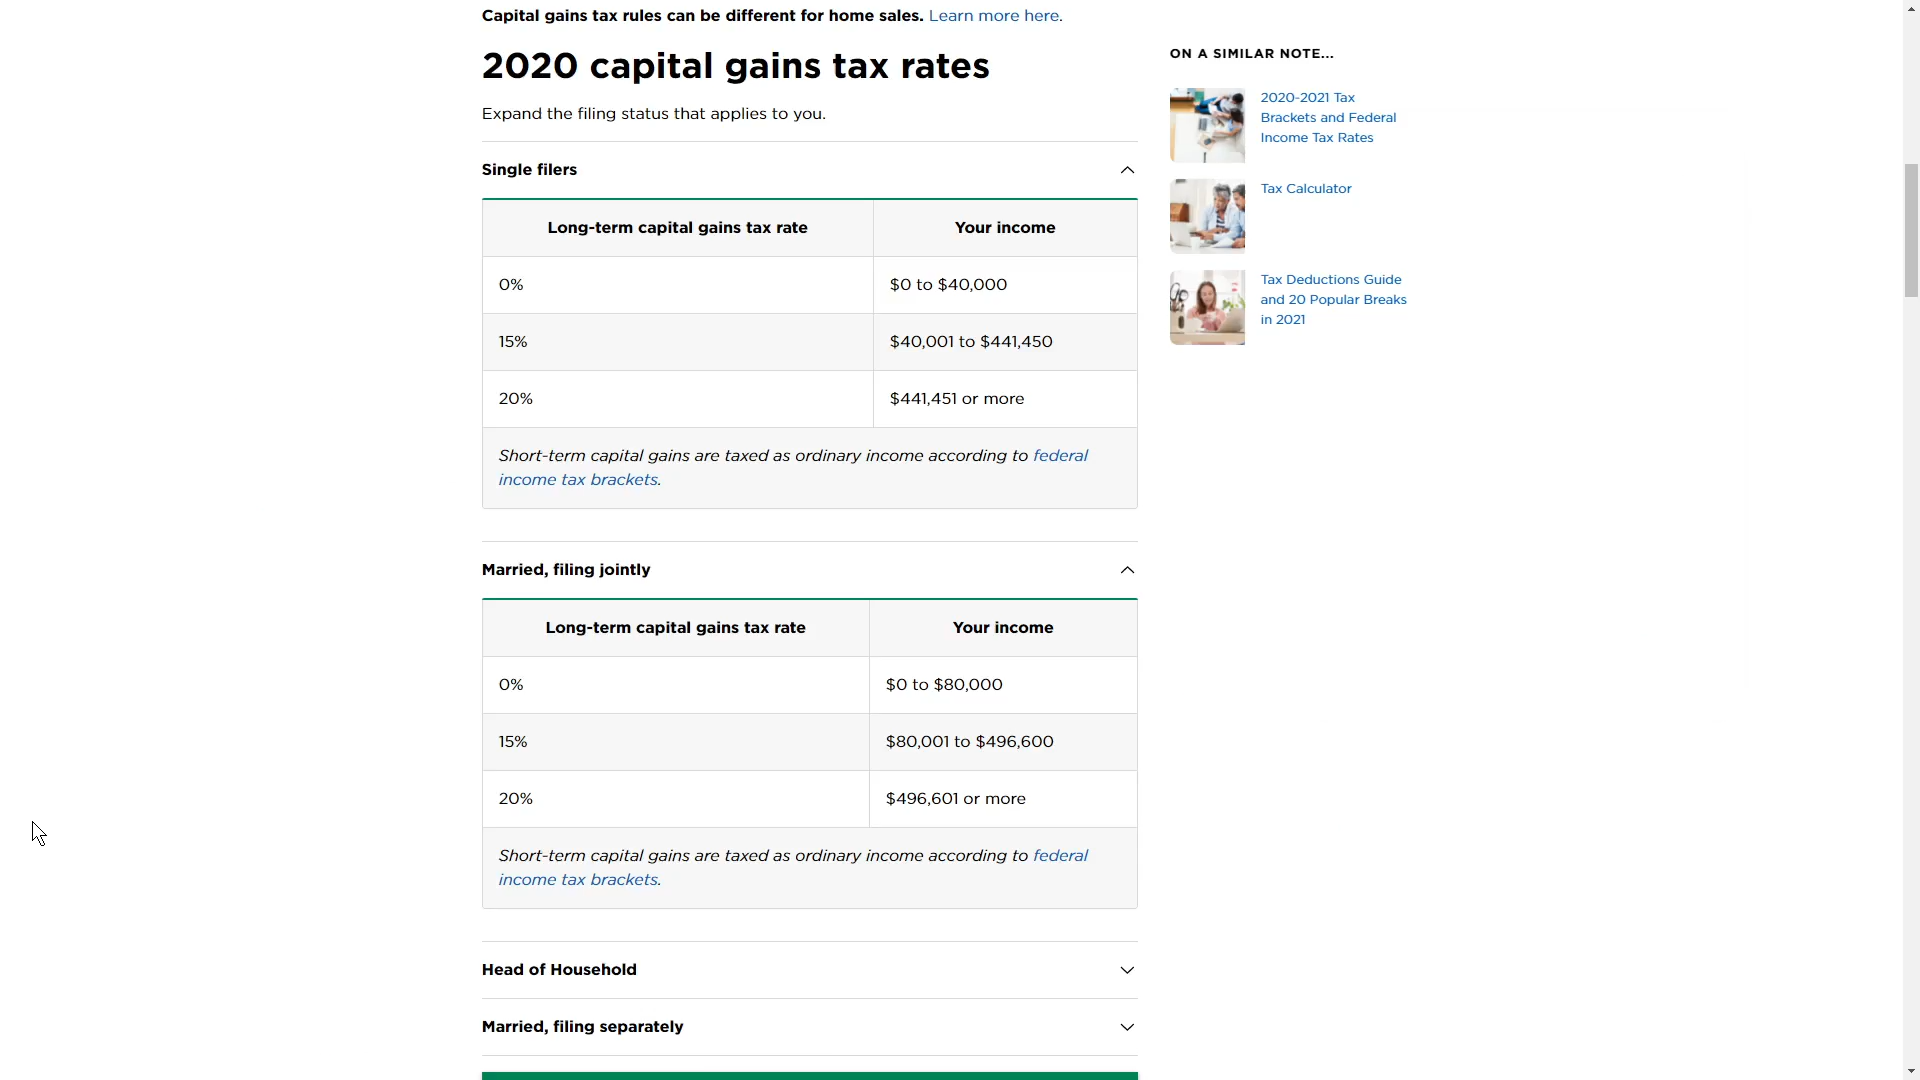 Capital gains tax rules can be different for home sales. Learn more here.
2020 capital gains tax rates
Expand the filing status that applies to you.
Single filers
Long-term capital gains tax rate Your income
0% $0 to $40,000
15% $40,001 to $441,450
20% $441,451 or more
Short-term capital gains are taxed as ordinary income according to federal
income tax brackets.
Married, filing jointly
Long-term capital gains tax rate Your income
0% $0 to $80,000
15% $80,001 to $496,600
20% $496,601 or more
Short-term capital gains are taxed as ordinary income according to federal
income tax brackets.
Head of Household
Married, filing separately
ON A SIMILAR NOTE...
2020-2021 Tax
Brackets and Federal
Income Tax Rates
Tax Calculator
Tax Deductions Guide
and 20 Popular Breaks
in 2021